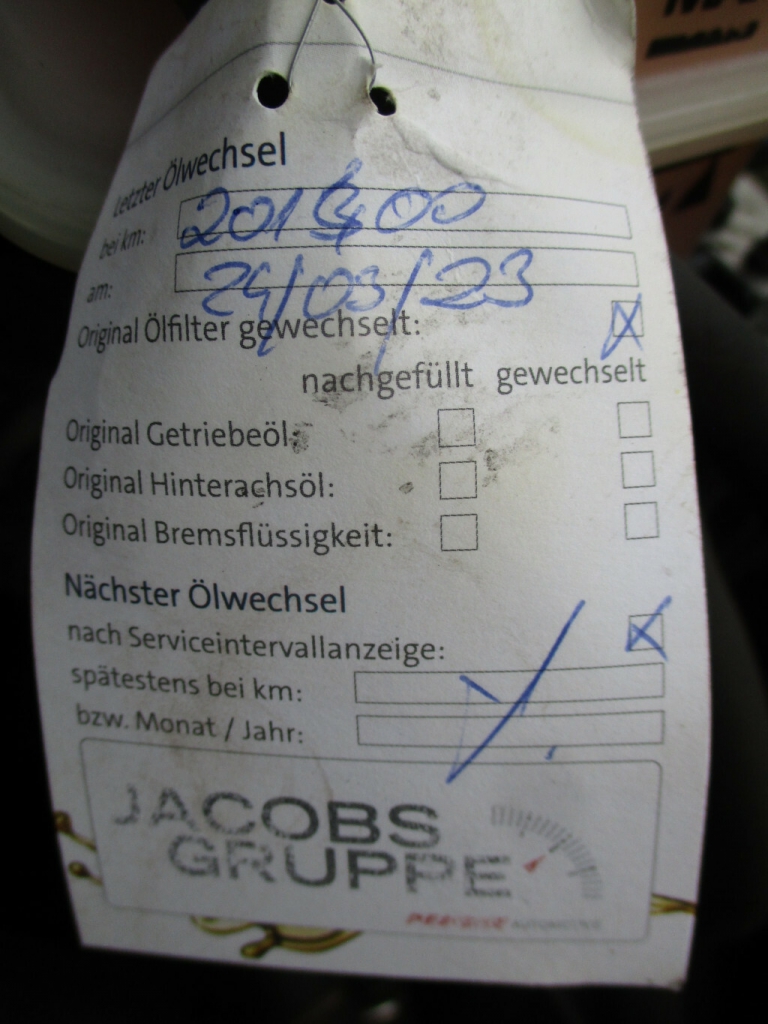 Letzter Ölwechsel
bei km:
am: 29/03/23
Original Ölfilter gewechselt: X
nachgefüllt gewechselt
Original Getriebeöl:
Original Hinterachsöl:
Original Bremsflüssigkeit:
Nächster Ölwechsel
nach Serviceintervallanzeige: X
spätestens bei km:
bzw. Monat / Jahr:
JACOBS
GRUPPE